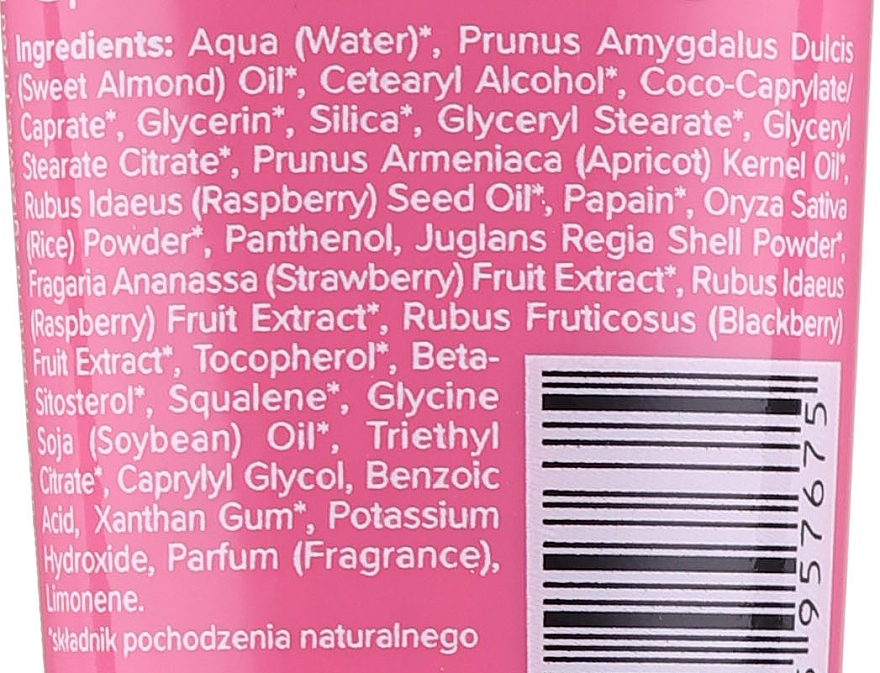 Ingredients: Aqua (Water)*, Prunus Amygdalus Dulcis
(Sweet Almond) Oil*, Cetearyl Alcohol*, Coco-Caprylate/
Caprate*, Glycerin*, Silica*, Glyceryl Stearate*, Glyceryl
Stearate Citrate*, Prunus Armeniaca (Apricot) Kernel Oil*,
Rubus Idaeus (Raspberry) Seed Oil*, Papain*, Oryza Sativa
(Rice) Powder*, Panthenol, Juglans Regia Shell Powder*,
Fragaria Ananassa (Strawberry) Fruit Extract*, Rubus Idaeus
(Raspberry) Fruit Extract*, Rubus Fruticosus (Blackberry)
Fruit Extract*, Tocopherol*, Beta-
Sitosterol*, Squalene*, Glycine
Soja (Soybean) Oil*, Triethyl
Citrate*, Caprylyl Glycol, Benzoic
Acid, Xanthan Gum*, Potassium
Hydroxide, Parfum (Fragrance),
Limonene.
*składnik pochodzenia naturalnego
957675